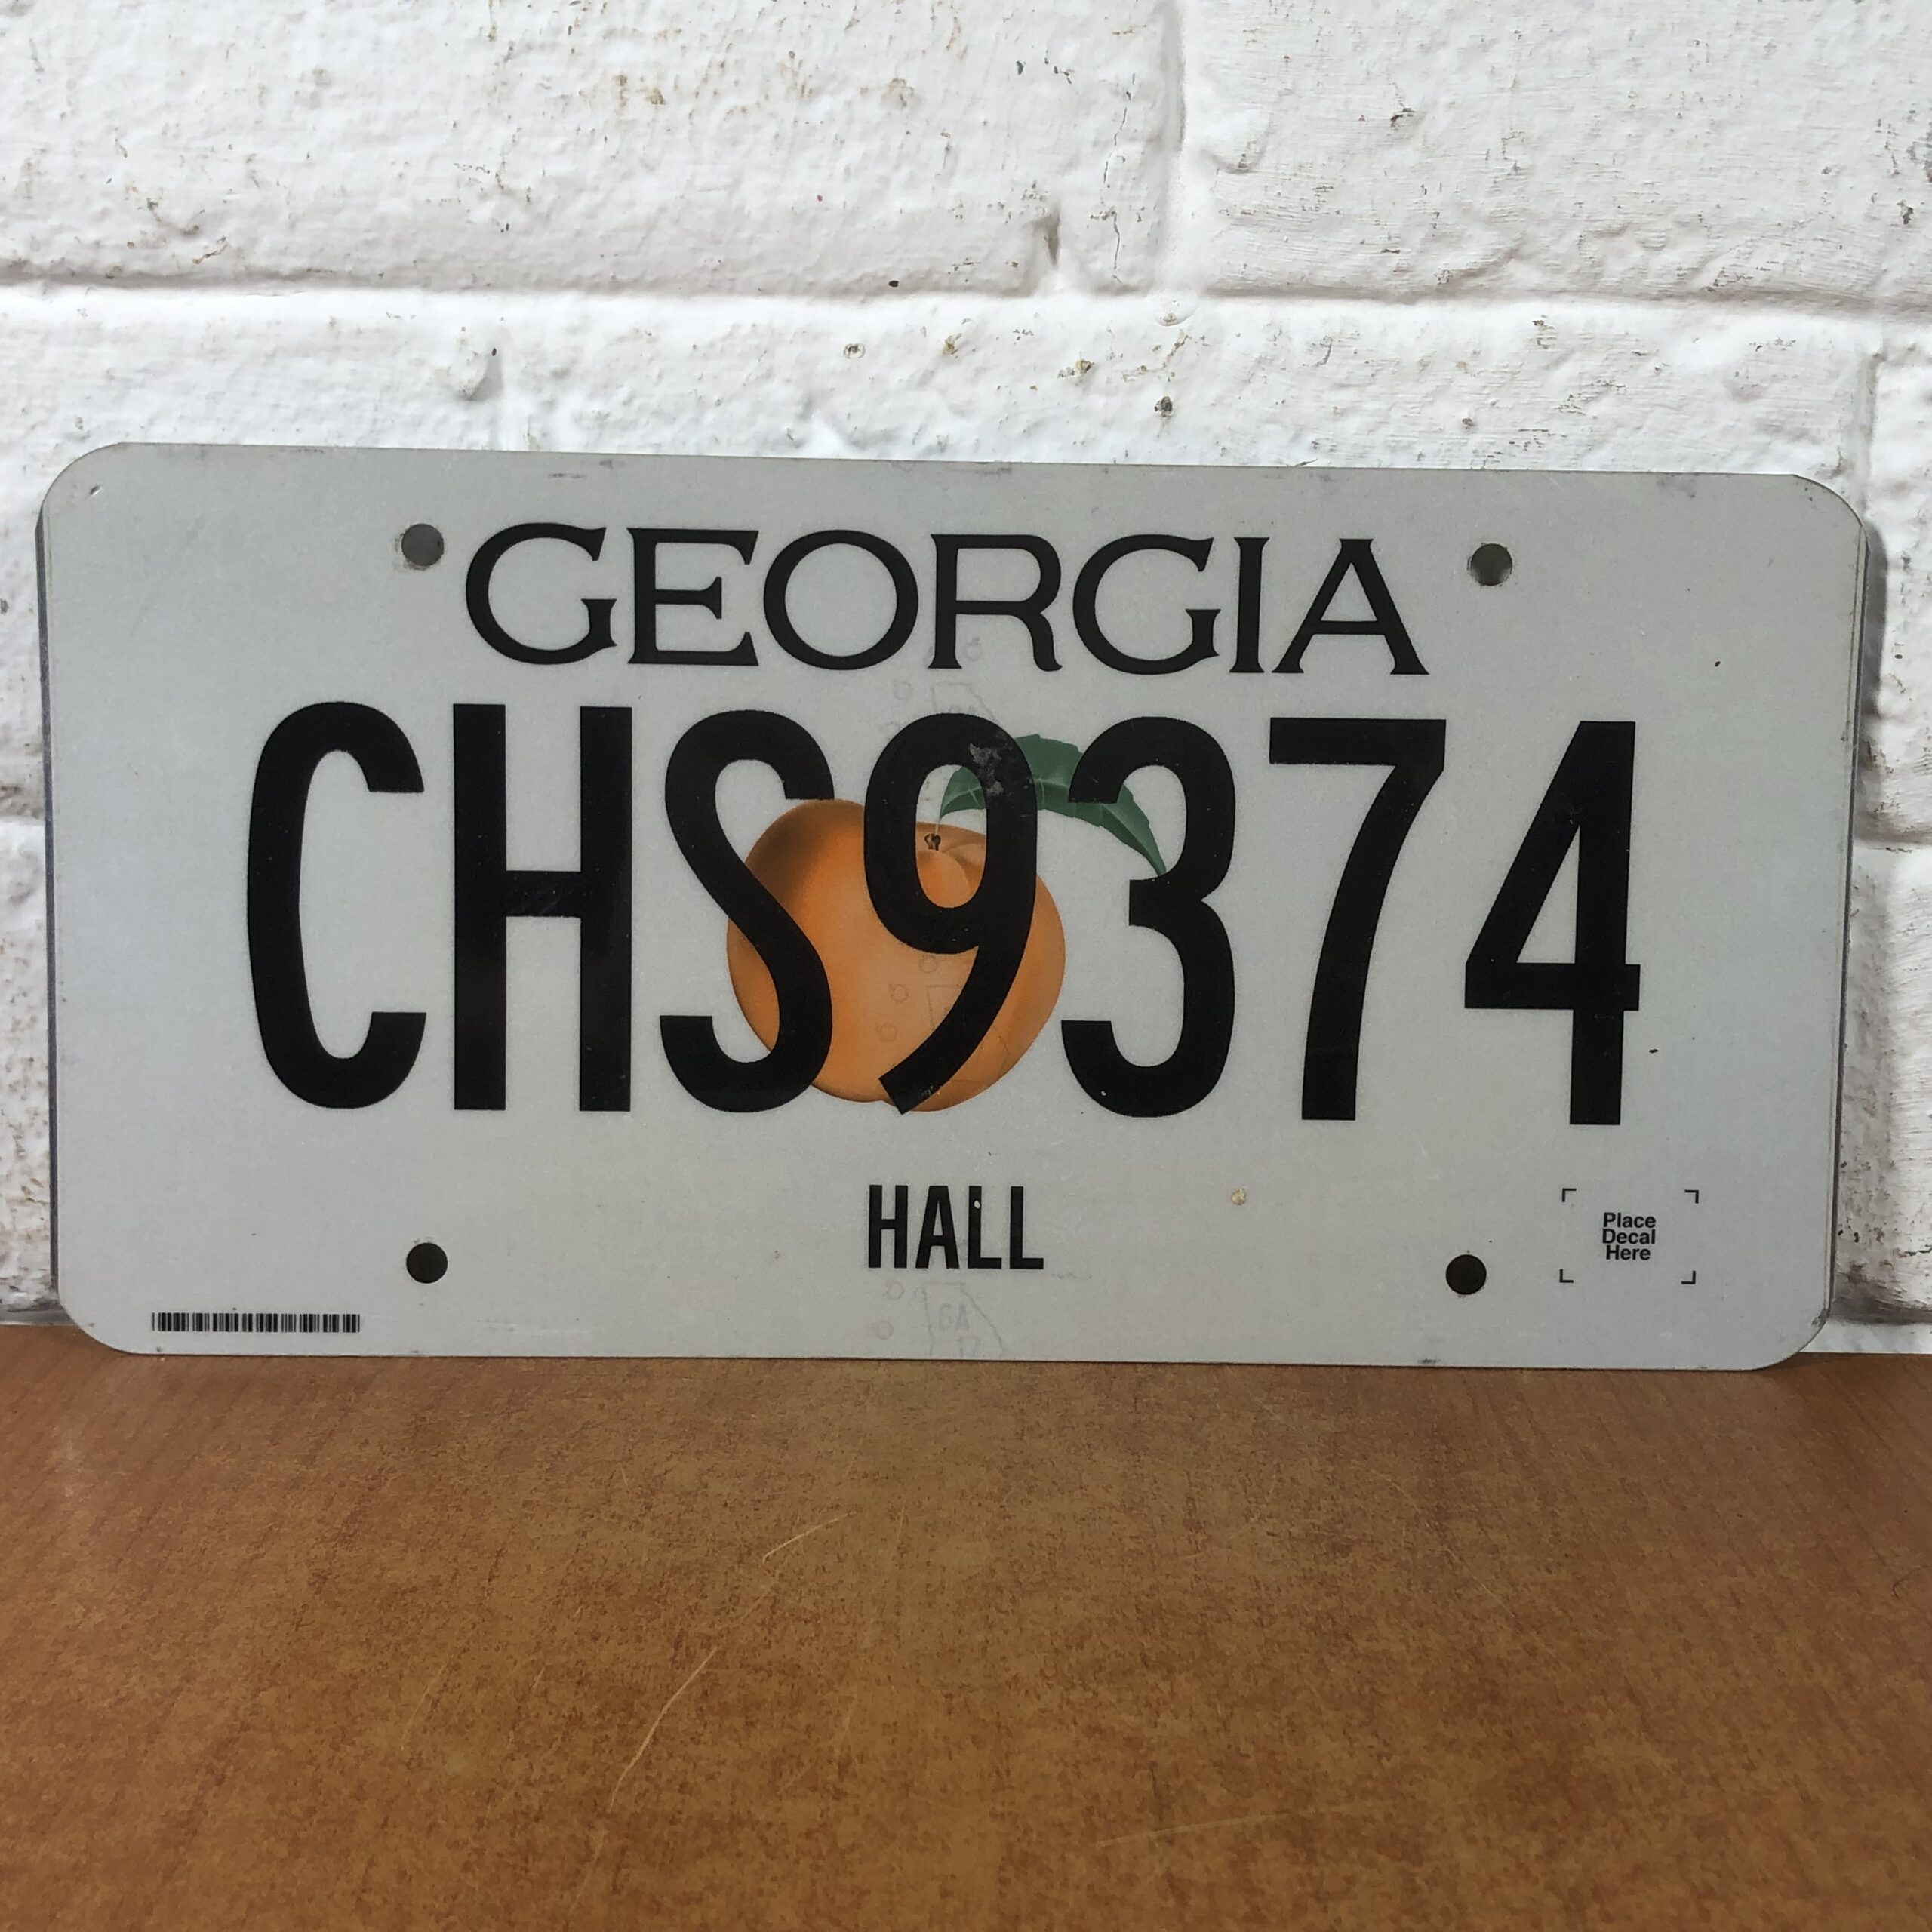 GEORGIA
CHS9374
HALL
Place
Decal
Here